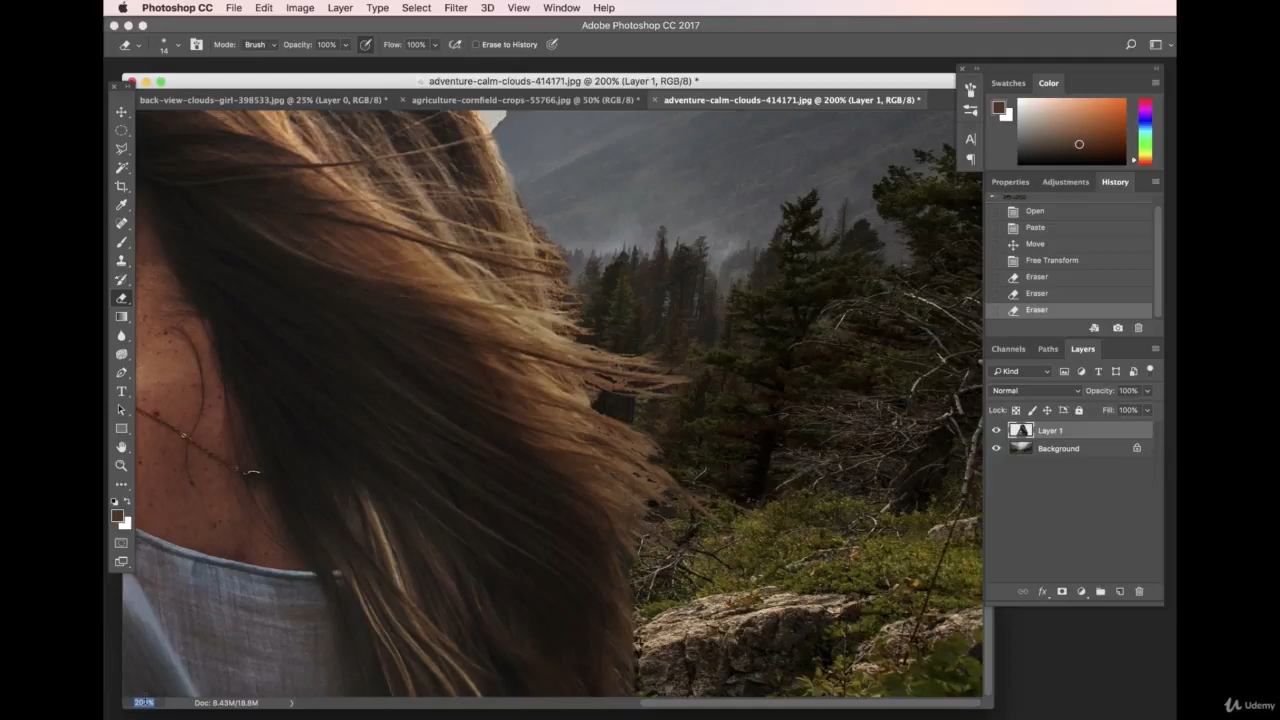 Photoshop CC File Edit Image Layer Type Select Filter 3D View Window Help
Adobe Photoshop CC 2017
14 Mode: Brush Opacity: 100% Flow: 100% Erase to History
adventure-calm-clouds-414171.jpg @ 200% (Layer 1, RGB/8) *
back-view-clouds-girl-398533.jpg @ 25% (Layer 0, RGB/8) *
agriculture-cornfield-crops-55766.jpg @ 50% (RGB/8) *
adventure-calm-clouds-414171.jpg @ 200% (Layer 1, RGB/8) *
Swatches Color
Properties Adjustments History
Open
Paste
Move
Free Transform
Eraser
Eraser
Eraser
Channels Paths Layers
Kind
Normal Opacity: 100%
Lock: Fill: 100%
Layer 1
Background
Doc: 8.43M/18.8M
Udemy